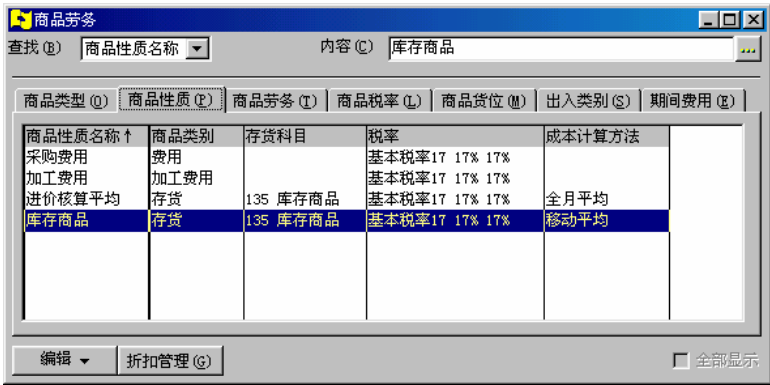 商品劳务
查找(B) 商品性质名称 内容(C) 库存商品 ...
商品类型(O) 商品性质(P) 商品劳务(T) 商品税率(L) 商品货位(M) 出入类别(S) 期间费用(E)
商品性质名称↑ 商品类别 存货科目 税率 成本计算方法
采购费用 费用 基本税率17 17% 17%
加工费用 加工费用 基本税率17 17% 17%
进价核算平均 存货 135 库存商品 基本税率17 17% 17% 全月平均
库存商品 存货 135 库存商品 基本税率17 17% 17% 移动平均
编辑 折扣管理(G) 全部显示